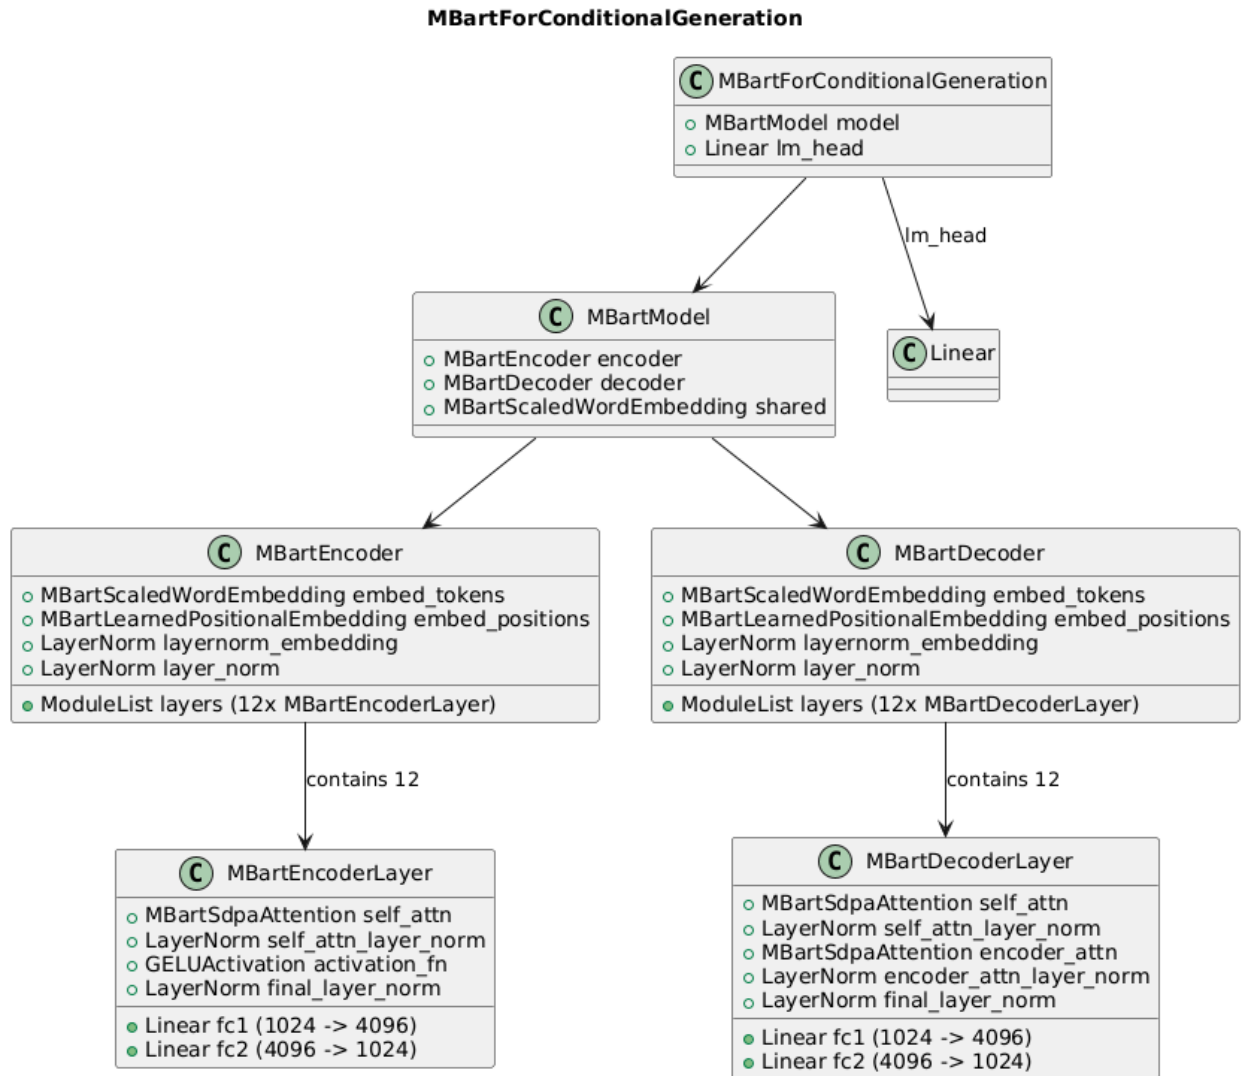 MBartForConditionalGeneration
C MBartForConditionalGeneration
MBartModel model
Linear lm_head
lm_head
C MBartModel
MBartEncoder encoder
MBartDecoder decoder
MBartScaledWordEmbedding shared
C Linear
C MBartEncoder
MBartScaledWordEmbedding embed_tokens
MBartLearnedPositionalEmbedding embed_positions
LayerNorm layernorm_embedding
LayerNorm layer_norm
ModuleList layers (12x MBartEncoderLayer)
C MBartDecoder
MBartScaledWordEmbedding embed_tokens
MBartLearnedPositionalEmbedding embed_positions
LayerNorm layernorm_embedding
LayerNorm layer_norm
ModuleList layers (12x MBartDecoderLayer)
contains 12
contains 12
C MBartEncoderLayer
MBartSdpaAttention self_attn
LayerNorm self_attn_layer_norm
GELUActivation activation_fn
LayerNorm final_layer_norm
Linear fc1 (1024 -> 4096)
Linear fc2 (4096 -> 1024)
C MBartDecoderLayer
MBartSdpaAttention self_attn
LayerNorm self_attn_layer_norm
MBartSdpaAttention encoder_attn
LayerNorm encoder_attn_layer_norm
LayerNorm final_layer_norm
Linear fc1 (1024 -> 4096)
Linear fc2 (4096 -> 1024)